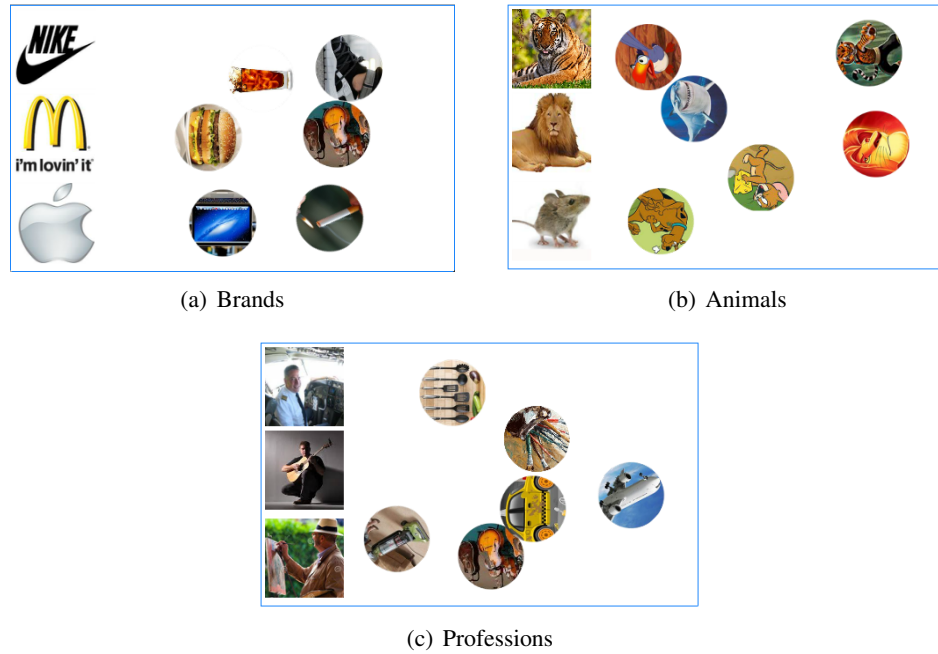 NIKE
i'm lovin' it
(a) Brands
(b) Animals
(c) Professions